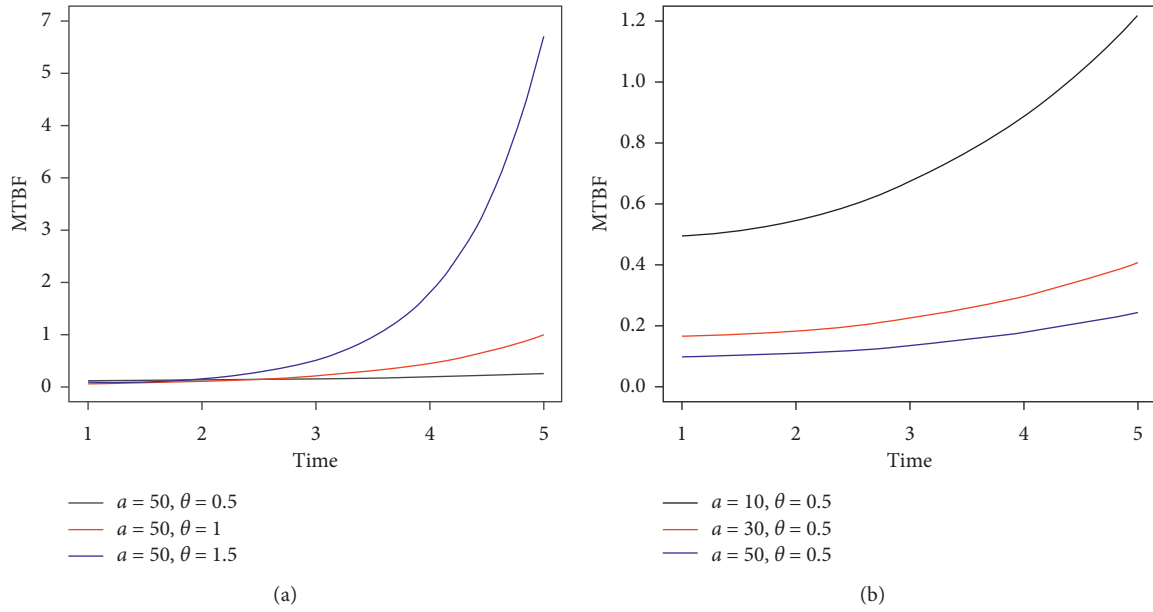 7
5
4
6
3
2
1
0
MTBF
1 2 3 4 5
Time
a = 50, θ = 0.5
a = 50, θ = 1
a = 50, θ = 1.5
(a)
1.2
1.0
0.8
0.6
0.4
0.2
0.0
MTBF
1 2 3 4 5
Time
a = 10, θ = 0.5
a = 30, θ = 0.5
a = 50, θ = 0.5
(b)